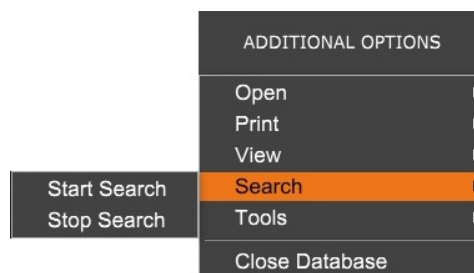 ADDITIONAL OPTIONS
Open
Print
View
Search
Start Search
Stop Search
Tools
Close Database